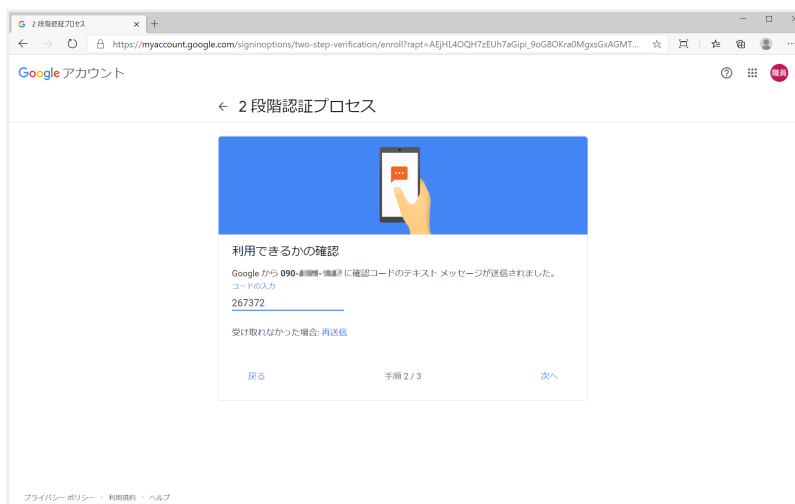 2 段階認証プロセス
https://myaccount.google.com/signinoptions/two-step-verification/enroll?rapt=AEjHL4OQH7zEUh7aGipi_9oG8OKra0MgxsGxAGMT...
Google アカウント
職員
← 2 段階認証プロセス
利用できるかの確認
Google から 090- に確認コードのテキスト メッセージが送信されました。
コードの入力
267372
受け取れなかった場合: 再送信
戻る 手順 2 / 3 次へ
プライバシー ポリシー · 利用規約 · ヘルプ